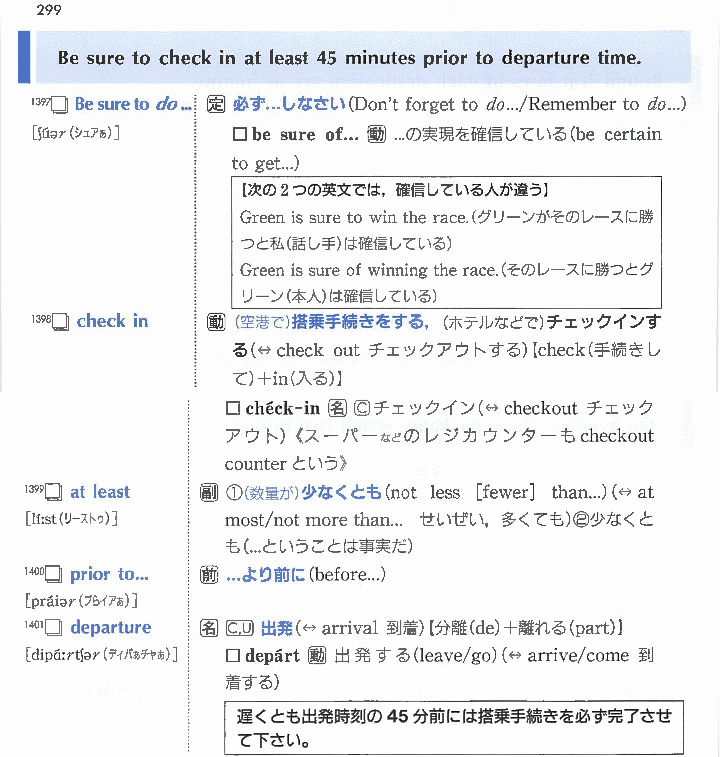 299
Be sure to check in at least 45 minutes prior to departure time.
1397 Be sure to do... 定 必ず...しなさい(Don't forget to do.../Remember to do...)
[ʃúər(シュアぁ)] □ be sure of... 動 ...の実現を確信している(be certain
to get...)
【次の2つの英文では，確信している人が違う】
Green is sure to win the race.(グリーンがそのレースに勝
つと私(話し手)は確信している)
Green is sure of winning the race.(そのレースに勝つとグ
リーン(本人)は確信している)
1398 check in 動 (空港で)搭乗手続きをする，(ホテルなどで)チェックインす
る(↔ check out チェックアウトする)【check(手続きし
て)＋in(入る)】
□ chéck-in 名 Ⓒチェックイン(↔ checkout チェック
アウト)《スーパーなどのレジカウンターも checkout
counter という》
1399 at least 副 ①(数量が)少なくとも(not less [fewer] than...)(↔ at
[líːst(リーストゥ)] most/not more than... せいぜい，多くても)②少なくと
も(...ということは事実だ)
1400 prior to... 前 ...より前に(before...)
[práiər(プらイアぁ)]
1401 departure 名 C,U 出発(↔ arrival 到着)【分離(de)＋離れる(part)】
[dipɑ́ːrtʃər(ディパぁチャぁ)] □ depárt 動 出発する(leave/go)(↔ arrive/come 到
着する)
遅くとも出発時刻の 45 分前には搭乗手続きを必ず完了させ
て下さい。